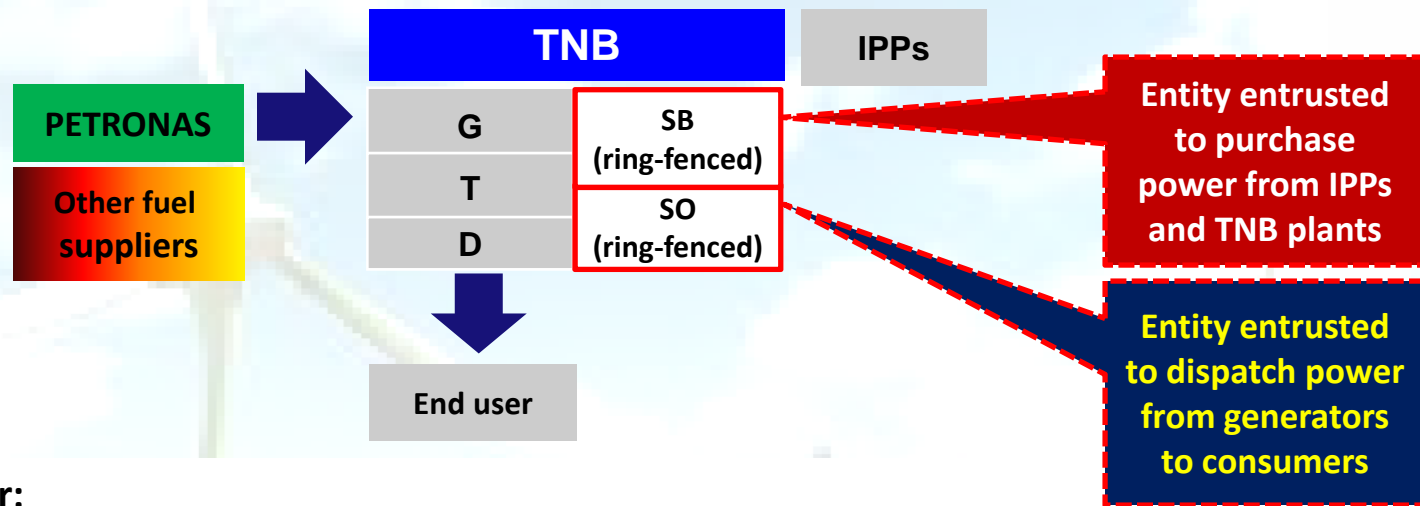 TNB
IPPs
PETRONAS
Other fuel
suppliers
G
T
D
SB
(ring-fenced)
SO
(ring-fenced)
End user
Entity entrusted
to purchase
power from IPPs
and TNB plants
Entity entrusted
to dispatch power
from generators
to consumers
r: